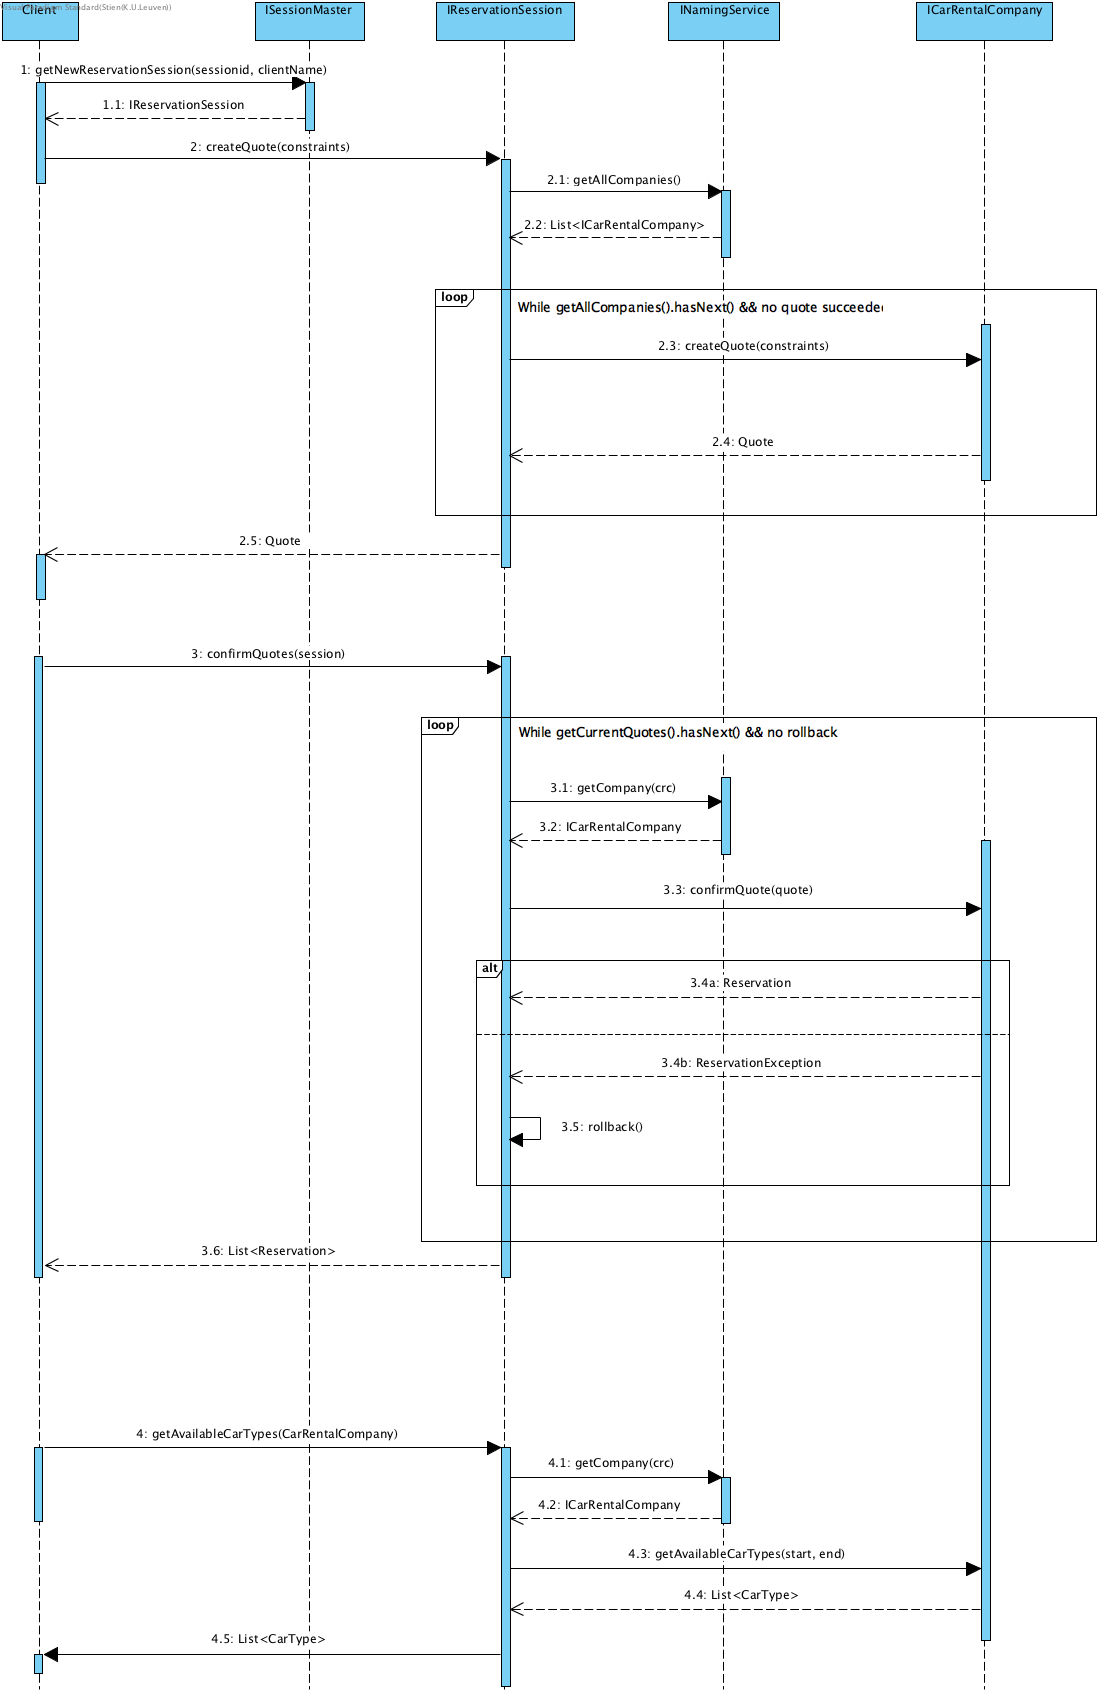 Client
ISessionMaster
IReservationSession
INamingService
ICarRentalCompany
Standard(Stien(K.U.Leuven))
1: getNewReservationSession(sessionid, clientName)
1.1: IReservationSession
2: createQuote(constraints)
2.1: getAllCompanies()
2.2: List<ICarRentalCompany>
loop
While getAllCompanies().hasNext() && no quote succeeded
2.3: createQuote(constraints)
2.4: Quote
2.5: Quote
3: confirmQuotes(session)
loop
While getCurrentQuotes().hasNext() && no rollback
3.1: getCompany(crc)
3.2: ICarRentalCompany
3.3: confirmQuote(quote)
alt
3.4a: Reservation
3.4b: ReservationException
3.5: rollback()
3.6: List<Reservation>
4: getAvailableCarTypes(CarRentalCompany)
4.1: getCompany(crc)
4.2: ICarRentalCompany
4.3: getAvailableCarTypes(start, end)
4.4: List<CarType>
4.5: List<CarType>